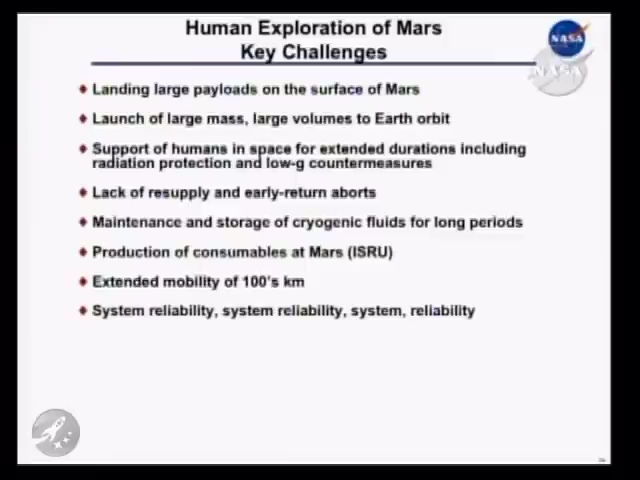 Human Exploration of Mars
Key Challenges
NASA
NASA
Landing large payloads on the surface of Mars
Launch of large mass, large volumes to Earth orbit
Support of humans in space for extended durations including
radiation protection and low-g countermeasures
Lack of resupply and early-return aborts
Maintenance and storage of cryogenic fluids for long periods
Production of consumables at Mars (ISRU)
Extended mobility of 100's km
System reliability, system reliability, system, reliability